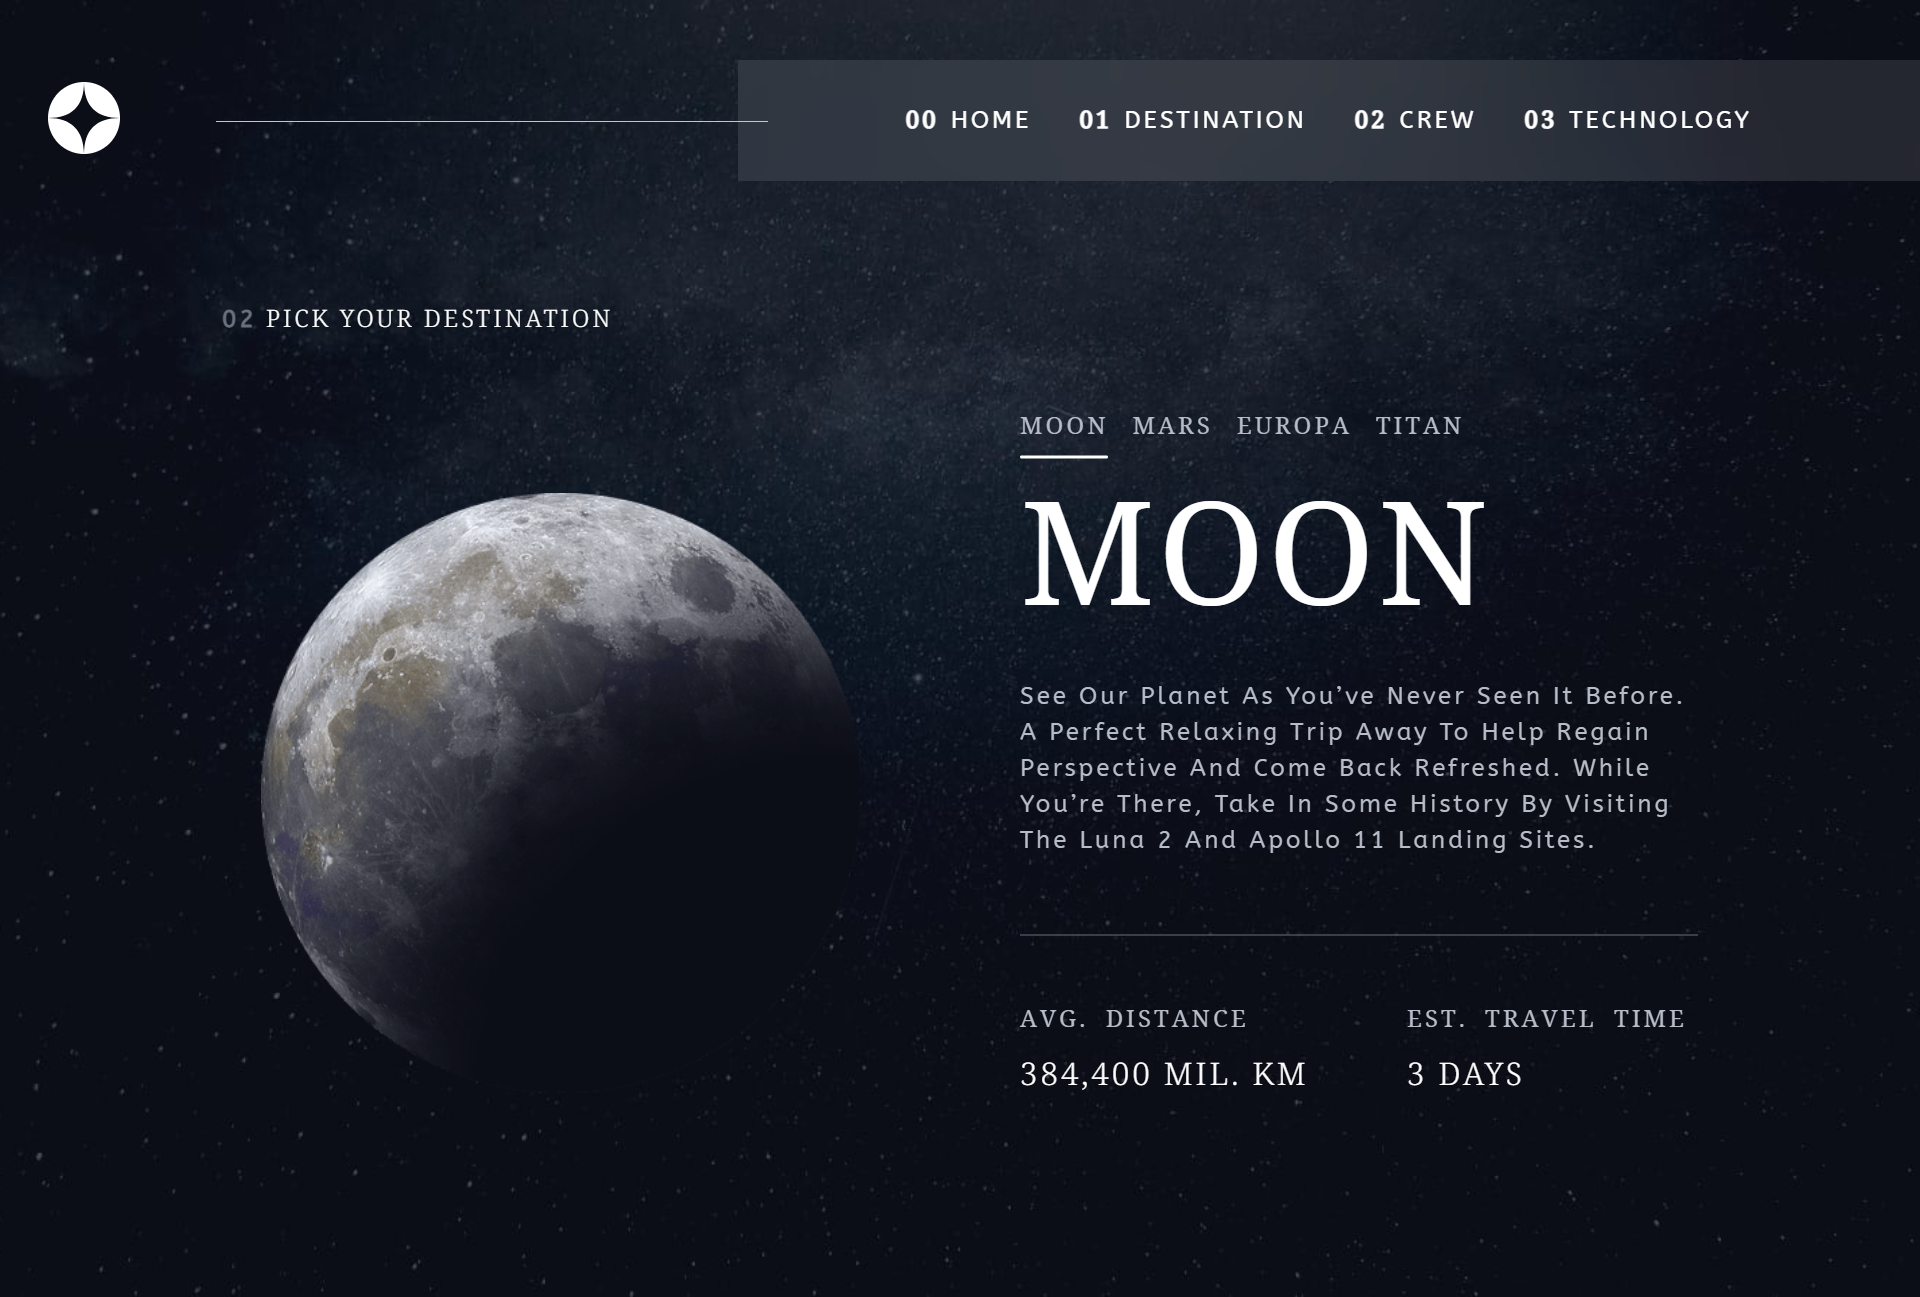 00 HOME 01 DESTINATION 02 CREW 03 TECHNOLOGY
02 PICK YOUR DESTINATION
MOON MARS EUROPA TITAN
MOON
See Our Planet As You’ve Never Seen It Before.
A Perfect Relaxing Trip Away To Help Regain
Perspective And Come Back Refreshed. While
You’re There, Take In Some History By Visiting
The Luna 2 And Apollo 11 Landing Sites.
AVG. DISTANCE
384,400 MIL. KM
EST. TRAVEL TIME
3 DAYS